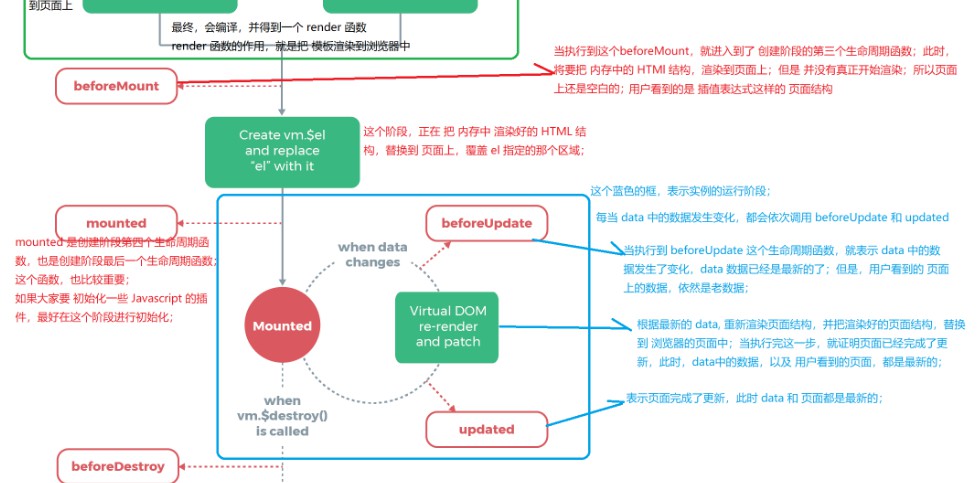 到页面上
最终，会编译，并得到一个 render 函数
render 函数的作用，就是把 模板渲染到浏览器中
beforeMount
当执行到这个beforeMount，就进入到了 创建阶段的第三个生命周期函数；此时，
将要把 内存中的 HTMl 结构，渲染到页面上；但是 并没有真正开始渲染；所以页面
上还是空白的；用户看到的是 插值表达式这样的 页面结构
Create vm.$el
and replace
"el" with it
这个阶段，正在 把 内存中 渲染好的 HTML 结
构，替换到 页面上，覆盖 el 指定的那个区域；
这个蓝色的框，表示实例的运行阶段；
每当 data 中的数据发生变化，都会依次调用 beforeUpdate 和 updated
mounted
mounted 是创建阶段第四个生命周期函
数，也是创建阶段最后一个生命周期函数；
这个函数，也比较重要；
如果大家要 初始化一些 Javascript 的插
件，最好在这个阶段进行初始化；
beforeUpdate
when data
changes
当执行到 beforeUpdate 这个生命周期函数，就表示 data 中的数
据发生了变化，data 数据已经是最新的了；但是，用户看到的 页面
上的数据，依然是老数据；
Mounted
Virtual DOM
re-render
and patch
根据最新的 data, 重新渲染页面结构，并把渲染好的页面结构，替换
到 浏览器的页面中；当执行完这一步，就证明页面已经完成了更
新，此时，data中的数据，以及 用户看到的页面，都是最新的；
when
vm.$destroy()
is called
updated
表示页面完成了更新，此时 data 和 页面都是最新的；
beforeDestroy